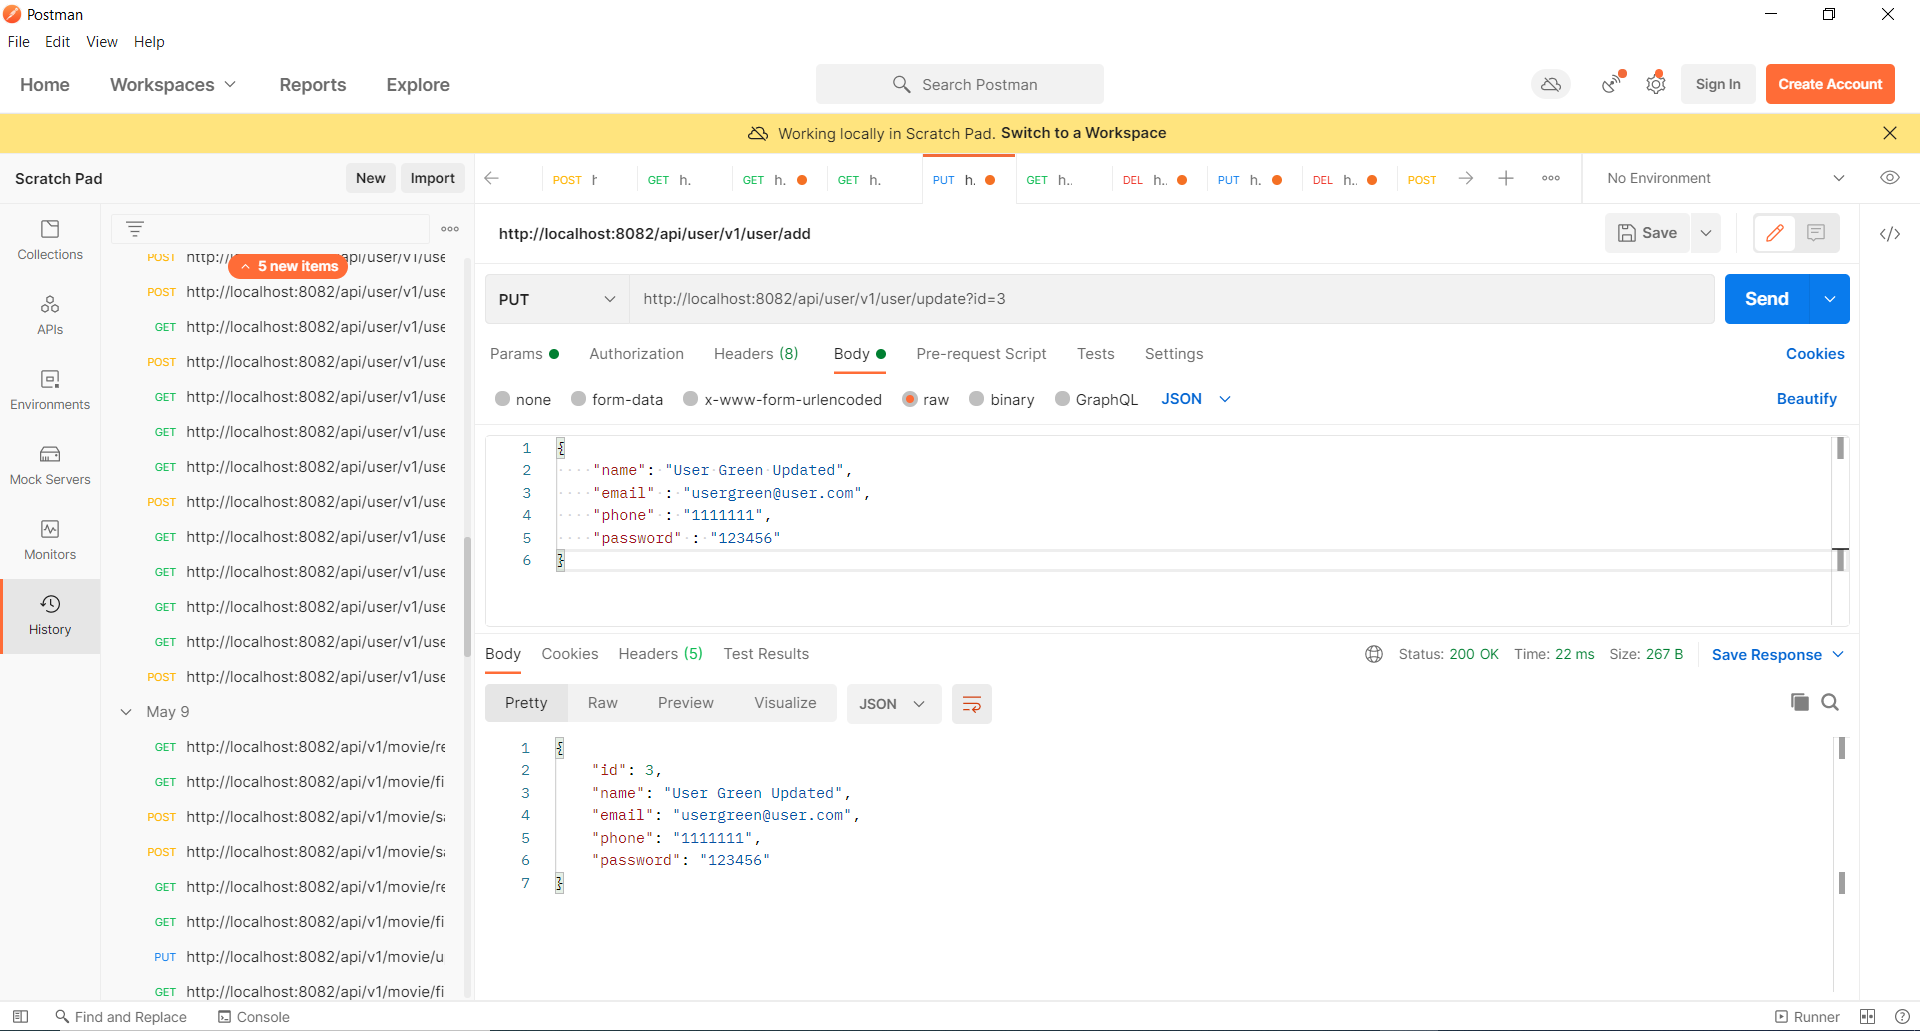 Postman
File Edit View Help
Home Workspaces Reports Explore Search Postman Sign In Create Account
Working locally in Scratch Pad. Switch to a Workspace
Scratch Pad New Import POST h GET h. GET h. GET h. PUT h. GET h.. DEL h.. PUT h. DEL h.. POST No Environment
Collections
APIs
Environments
Mock Servers
Monitors
History
5 new items
POST http:// api/user/v1/use
POST http://localhost:8082/api/user/v1/use
GET http://localhost:8082/api/user/v1/use
POST http://localhost:8082/api/user/v1/use
GET http://localhost:8082/api/user/v1/use
GET http://localhost:8082/api/user/v1/use
GET http://localhost:8082/api/user/v1/use
POST http://localhost:8082/api/user/v1/use
GET http://localhost:8082/api/user/v1/use
GET http://localhost:8082/api/user/v1/use
GET http://localhost:8082/api/user/v1/use
GET http://localhost:8082/api/user/v1/use
POST http://localhost:8082/api/user/v1/use
May 9
GET http://localhost:8082/api/v1/movie/re
GET http://localhost:8082/api/v1/movie/fi
POST http://localhost:8082/api/v1/movie/sa
POST http://localhost:8082/api/v1/movie/sa
GET http://localhost:8082/api/v1/movie/re
GET http://localhost:8082/api/v1/movie/fi
PUT http://localhost:8082/api/v1/movie/u
GET http://localhost:8082/api/v1/movie/fi
http://localhost:8082/api/user/v1/user/add Save </>
PUT http://localhost:8082/api/user/v1/user/update?id=3 Send
Params Authorization Headers (8) Body Pre-request Script Tests Settings Cookies
none form-data x-www-form-urlencoded raw binary GraphQL JSON Beautify
1 {
2 "name": "User Green Updated",
3 "email" : "usergreen@user.com",
4 "phone" : "1111111",
5 "password" : "123456"
6 }
Body Cookies Headers (5) Test Results Status: 200 OK Time: 22 ms Size: 267 B Save Response
Pretty Raw Preview Visualize JSON
1 {
2 "id": 3,
3 "name": "User Green Updated",
4 "email": "usergreen@user.com",
5 "phone": "1111111",
6 "password": "123456"
7 }
Find and Replace Console Runner